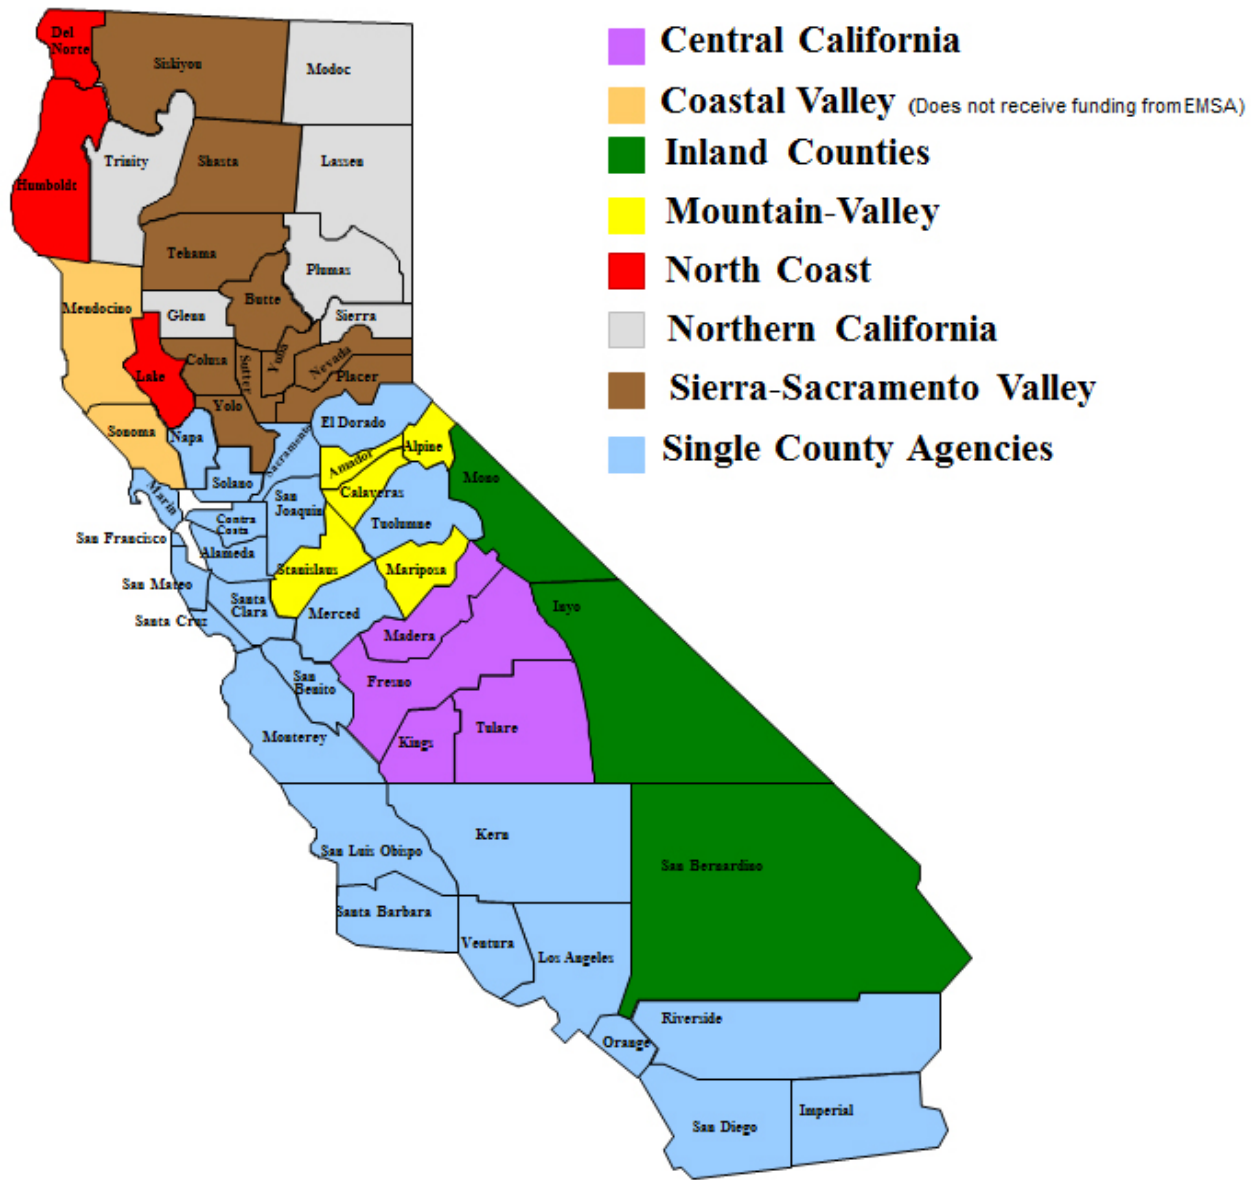 Central California
Coastal Valley (Does not receive funding from EMSA)
Inland Counties
Mountain-Valley
North Coast
Northern California
Sierra-Sacramento Valley
Single County Agencies
Del
Norte
Siskiyou
Modoc
Humboldt
Trinity
Shasta
Lassen
Tehama
Plumas
Mendocino
Glenn
Butte
Sierra
Lake
Colusa
Sutter
Yuba
Nevada
Placer
Yolo
Sonoma
Napa
Sacramento
El Dorado
Solano
Amador
Alpine
Mono
Marin
San
Joaquin
Calaveras
Tuolumne
Contra
Costa
San Francisco
Alameda
Stanislaus
Mariposa
San Mateo
Santa
Clara
Merced
Inyo
Santa Cruz
Madera
San
Benito
Fresno
Monterey
Kings
Tulare
San Luis Obispo
Kern
San Bernardino
Santa Barbara
Ventura
Los Angeles
Orange
Riverside
San Diego
Imperial